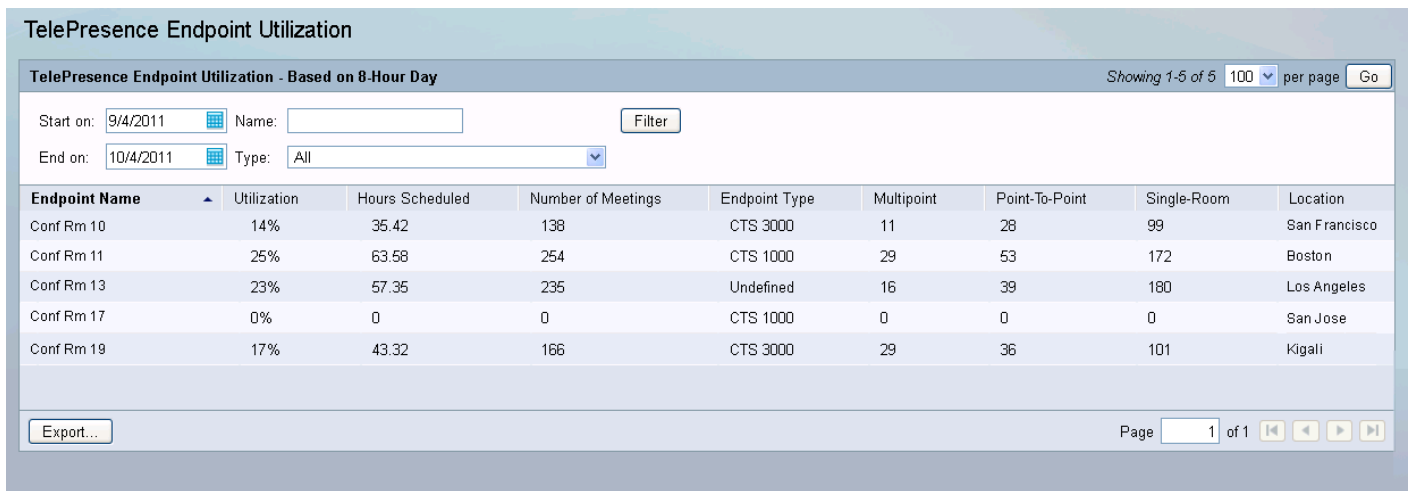 TelePresence Endpoint Utilization
TelePresence Endpoint Utilization - Based on 8-Hour Day Showing 1-5 of 5 100 per page Go
Start on: 9/4/2011 Name: Filter
End on: 10/4/2011 Type: All
Endpoint Name Utilization Hours Scheduled Number of Meetings Endpoint Type Multipoint Point-To-Point Single-Room Location
Conf Rm 10 14% 35.42 138 CTS 3000 11 28 99 San Francisco
Conf Rm 11 25% 63.58 254 CTS 1000 29 53 172 Boston
Conf Rm 13 23% 57.35 235 Undefined 16 39 180 Los Angeles
Conf Rm 17 0% 0 0 CTS 1000 0 0 0 San Jose
Conf Rm 19 17% 43.32 166 CTS 3000 29 36 101 Kigali
Export... Page 1 of 1